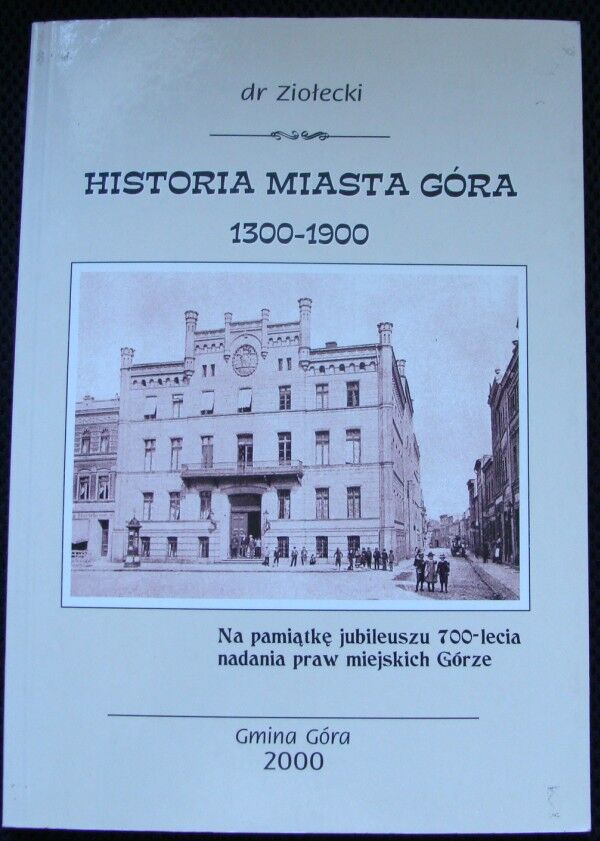 dr Ziołecki
HISTORIA MIASTA GÓRA
1300-1900
Na pamiątkę jubileuszu 700-lecia
nadania praw miejskich Górze
Gmina Góra
2000